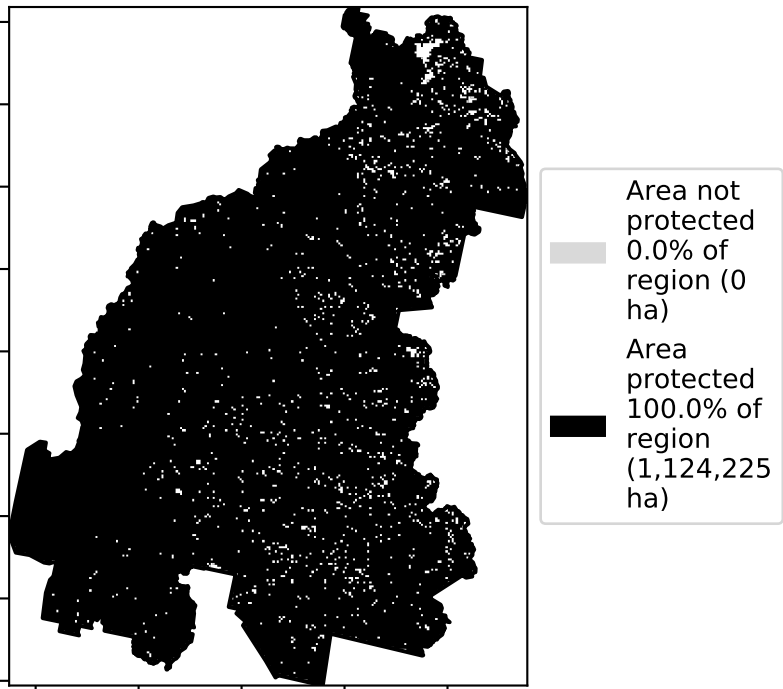 Area not
protected
0.0% of
region (0
ha)
Area
protected
100.0% of
region
(1,124,225
ha)